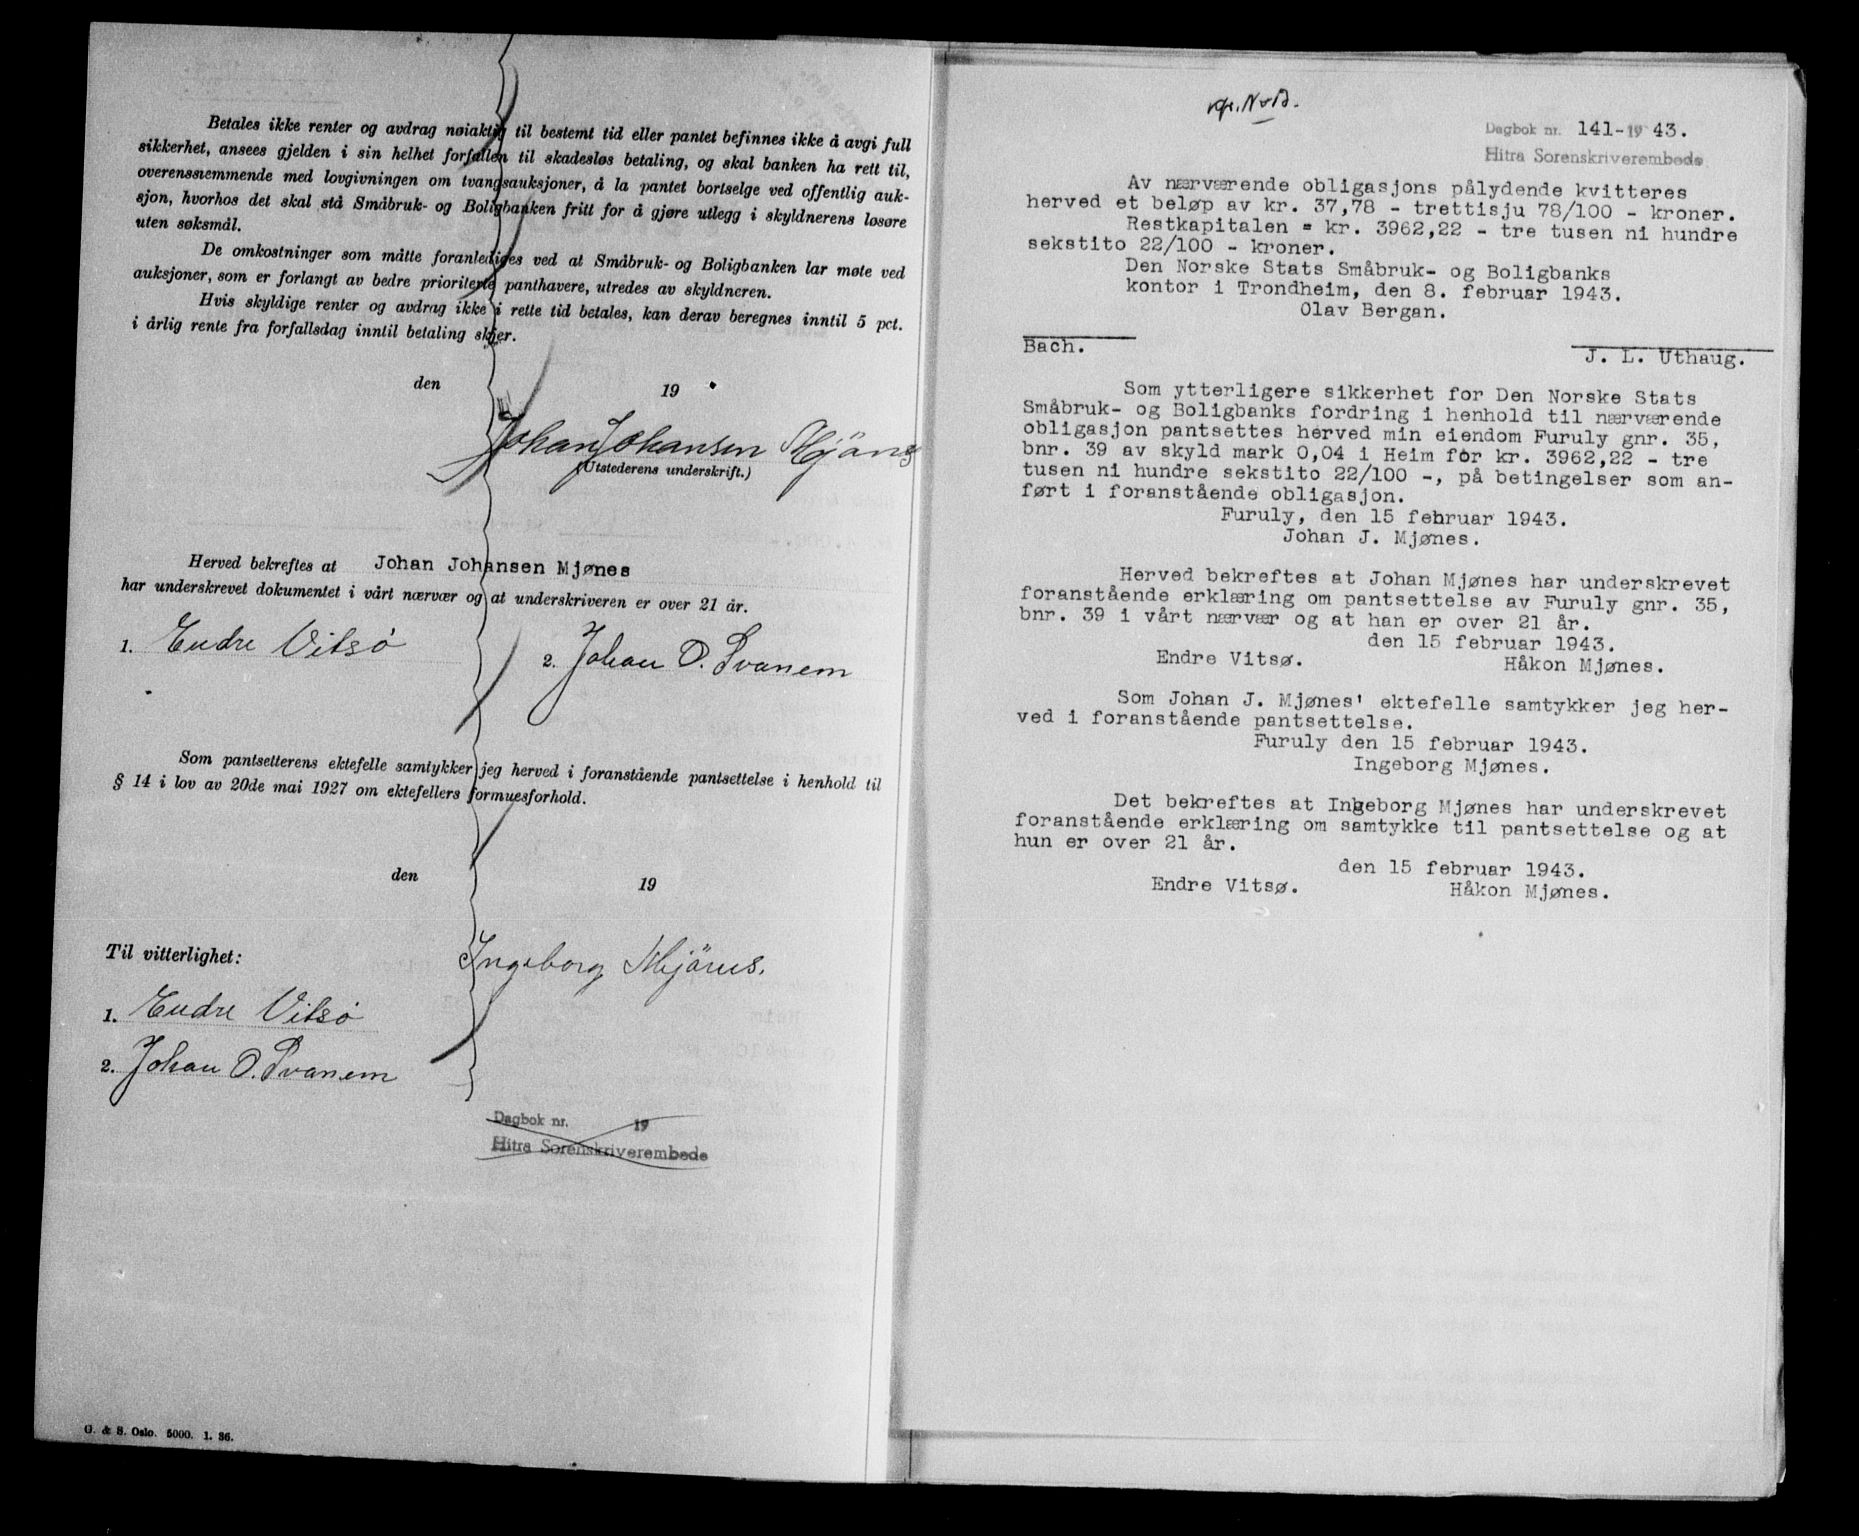 Betales ikke renter og avdrag nøiaktig til bestemt tid eller pantet befinnes ikke å avgi full
sikkerhet, ansees gjelden i sin helhet forfallen til skadesløs betaling, og skal banken ha rett til,
overensstemmende med lovgivningen om tvangsauksjoner, å la pantet bortselge ved offentlig auk-
sjon, hvorhos det skal stå Småbruk- og Boligbanken fritt for å gjøre utlegg i skyldnerens løsøre
uten søksmål.
De omkostninger som måtte foranlediges ved at Småbruk- og Boligbanken lar møte ved
auksjoner, som er forlangt av bedre prioriterte panthavere, utredes av skyldneren.
Hvis skyldige renter og avdrag ikke i rette tid betales, kan derav beregnes inntil 5 pct.
i årlig rente fra forfallsdag inntil betaling skjer.
den 19
Johan Johansen Mjönes
(Utstederens underskrift.)
Herved bekreftes at Johan Johansen Mjønes
har underskrevet dokumentet i vårt nærvær og at underskriveren er over 21 år.
1. Endre Vitsø
2. Johan O. Svanem
Som pantsetterens ektefelle samtykker jeg herved i foranstående pantsettelse i henhold til
§ 14 i lov av 20de mai 1927 om ektefellers formuesforhold.
den 19
Til vitterlighet:
Ingeborg Mjönes.
1. Endre Vitsø
2. Johan O. Svanem
Dagbok nr. 19
Hitra Sorenskriverembede
G. & S. Oslo. 5000. 1. 36.
Dagbok nr. 141-1943.
Hitra Sorenskriverembede
Av nærværende obligasjons pålydende kvitteres
herved et beløp av kr. 37,78 - trettisju 78/100 - kroner.
Restkapitalen = kr. 3962,22 - tre tusen ni hundre
sekstito 22/100 - kroner.
Den Norske Stats Småbruk- og Boligbanks
kontor i Trondheim, den 8. februar 1943.
Olav Bergan.
Bach.
J. L. Uthaug.
Som ytterligere sikkerhet for Den Norske Stats
Småbruk- og Boligbanks fordring i henhold til nærværende
obligasjon pantsettes herved min eiendom Furuly gnr. 35,
bnr. 39 av skyld mark 0,04 i Heim for kr. 3962,22 - tre
tusen ni hundre sekstito 22/100 -, på betingelser som an-
ført i foranstående obligasjon.
Furuly, den 15 februar 1943.
Johan J. Mjønes.
Herved bekreftes at Johan Mjønes har underskrevet
foranstående erklæring om pantsettelse av Furuly gnr. 35,
bnr. 39 i vårt nærvær og at han er over 21 år.
den 15 februar 1943.
Endre Vitsø. Håkon Mjønes.
Som Johan J. Mjønes' ektefelle samtykker jeg her-
ved i foranstående pantsettelse.
Furuly den 15 februar 1943.
Ingeborg Mjønes.
Det bekreftes at Ingeborg Mjønes har underskrevet
foranstående erklæring om samtykke til pantsettelse og at
hun er over 21 år.
den 15 februar 1943.
Endre Vitsø. Håkon Mjønes.